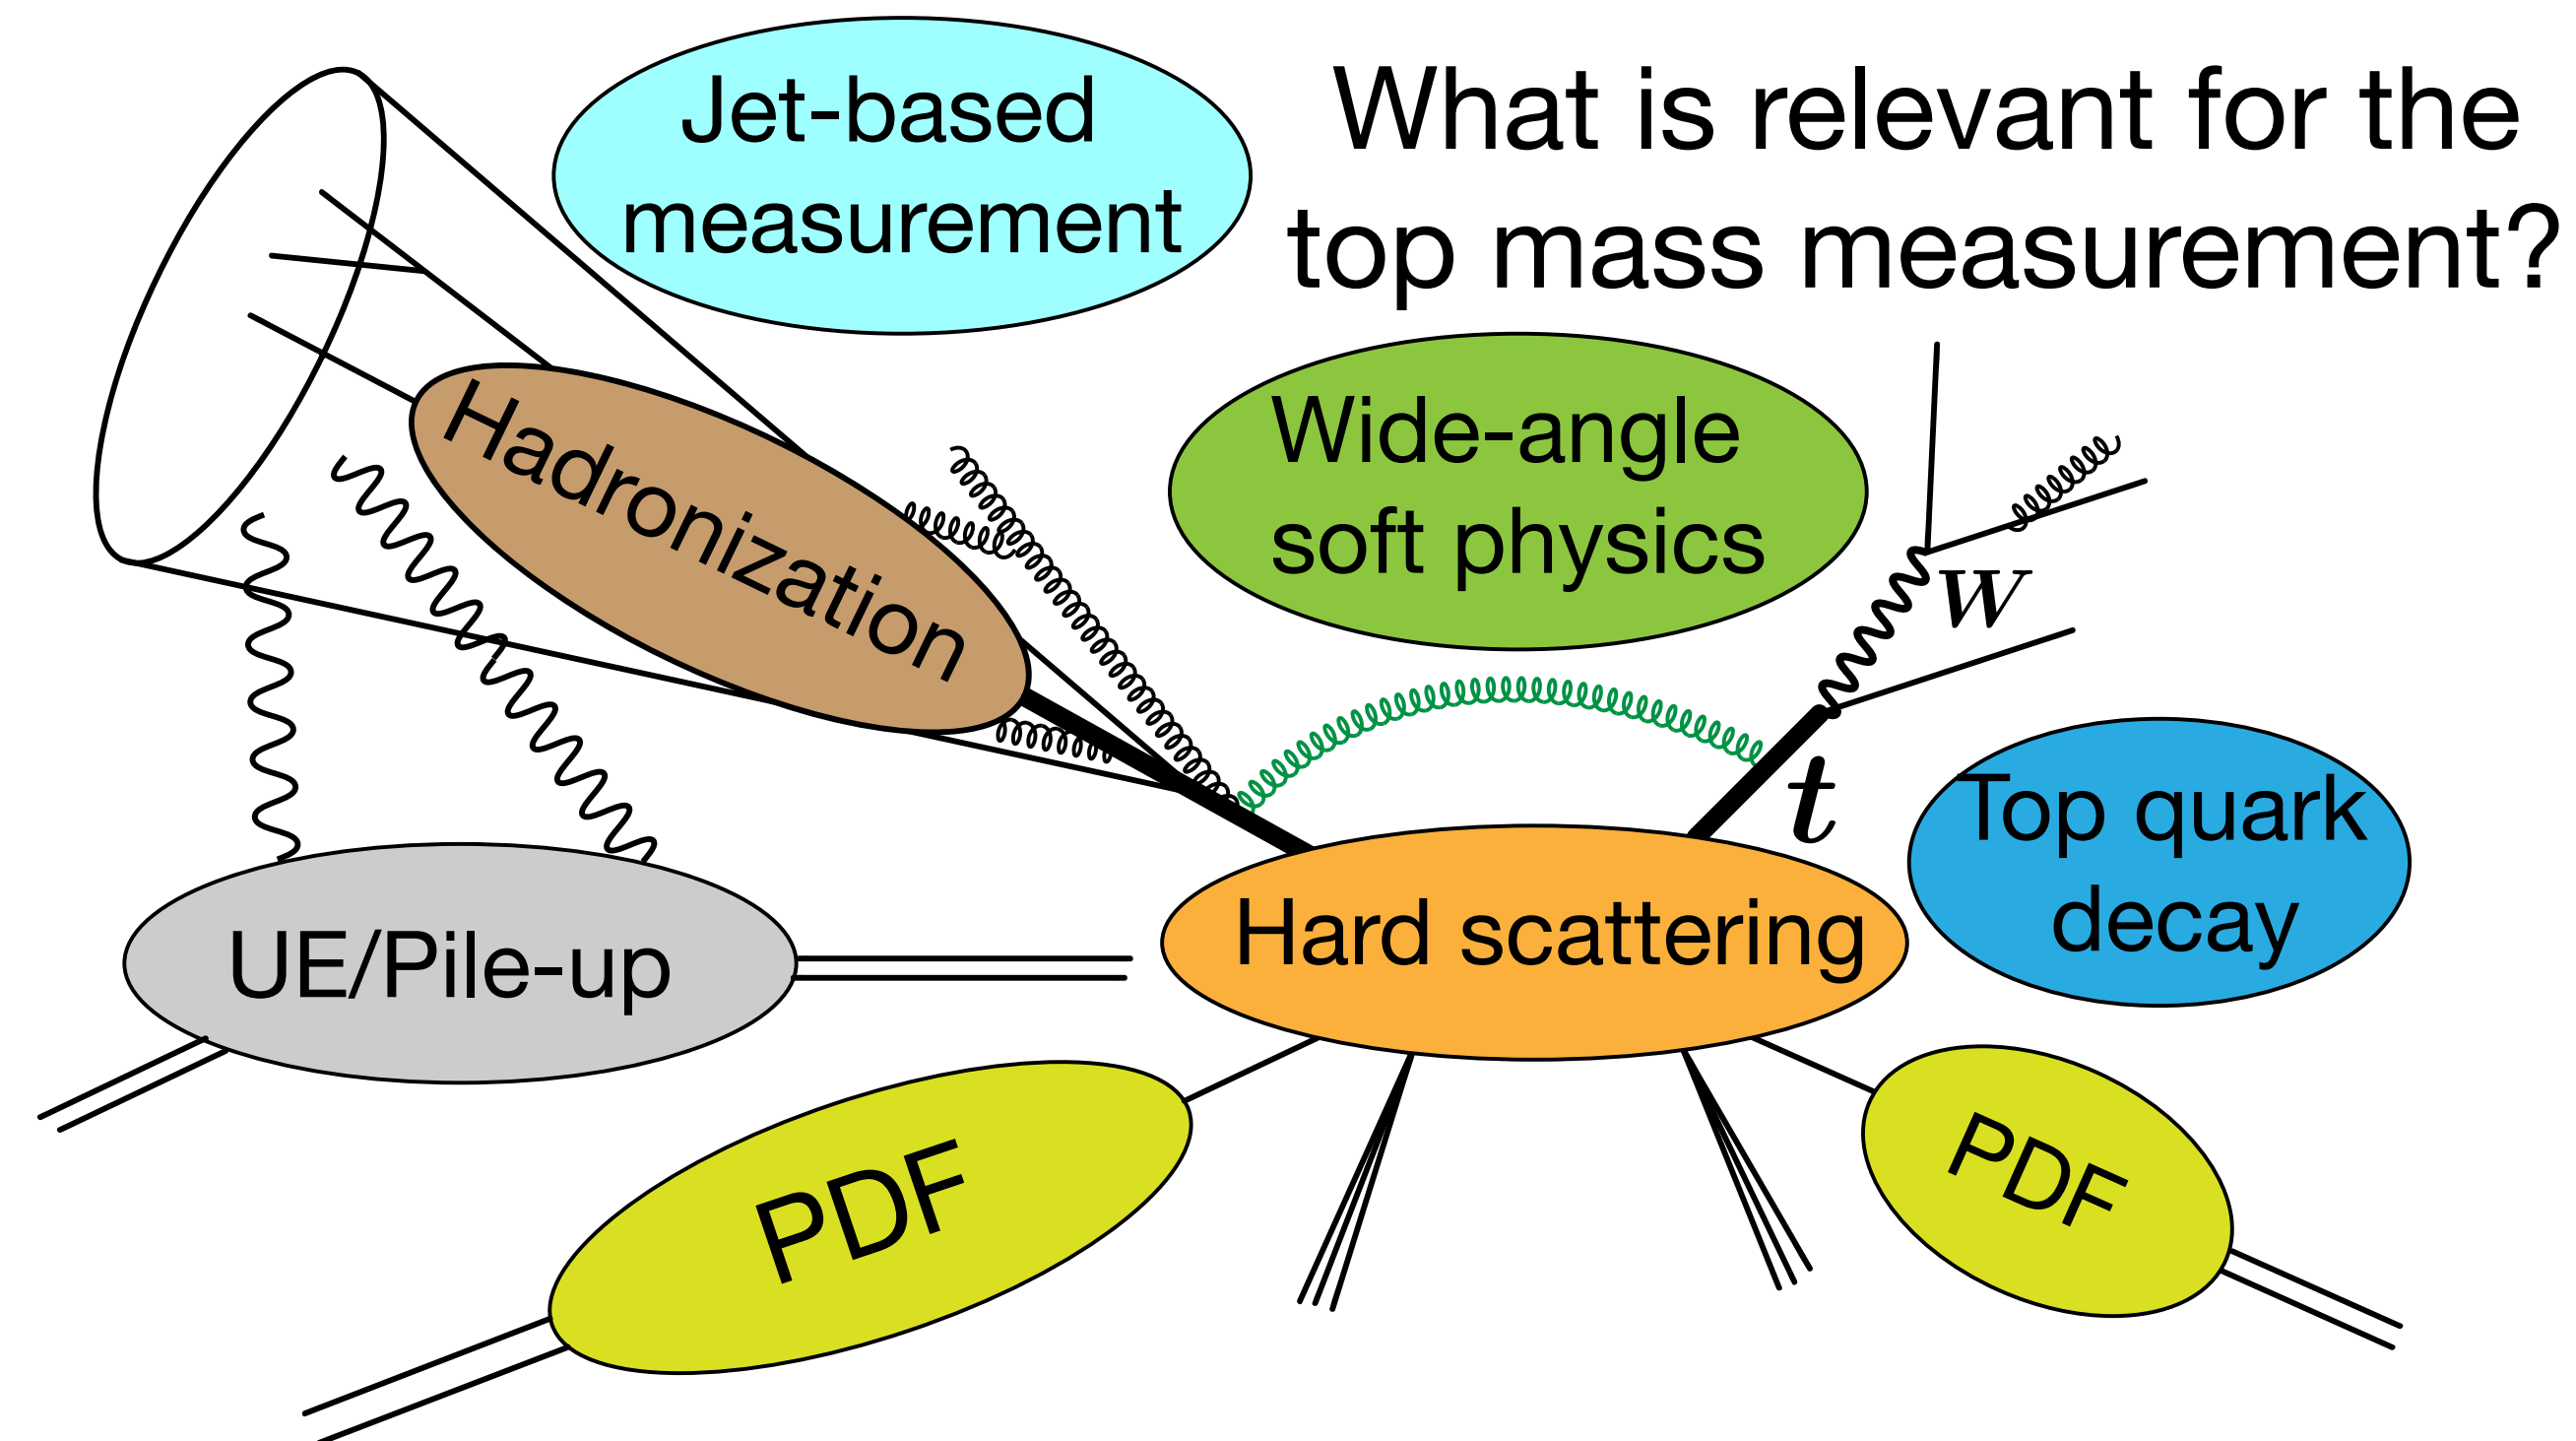 Jet-based
measurement
What is relevant for the
top mass measurement?
Hadronization
Wide-angle
soft physics
W
t
Top quark
decay
UE/Pile-up
Hard scattering
PDF
PDF